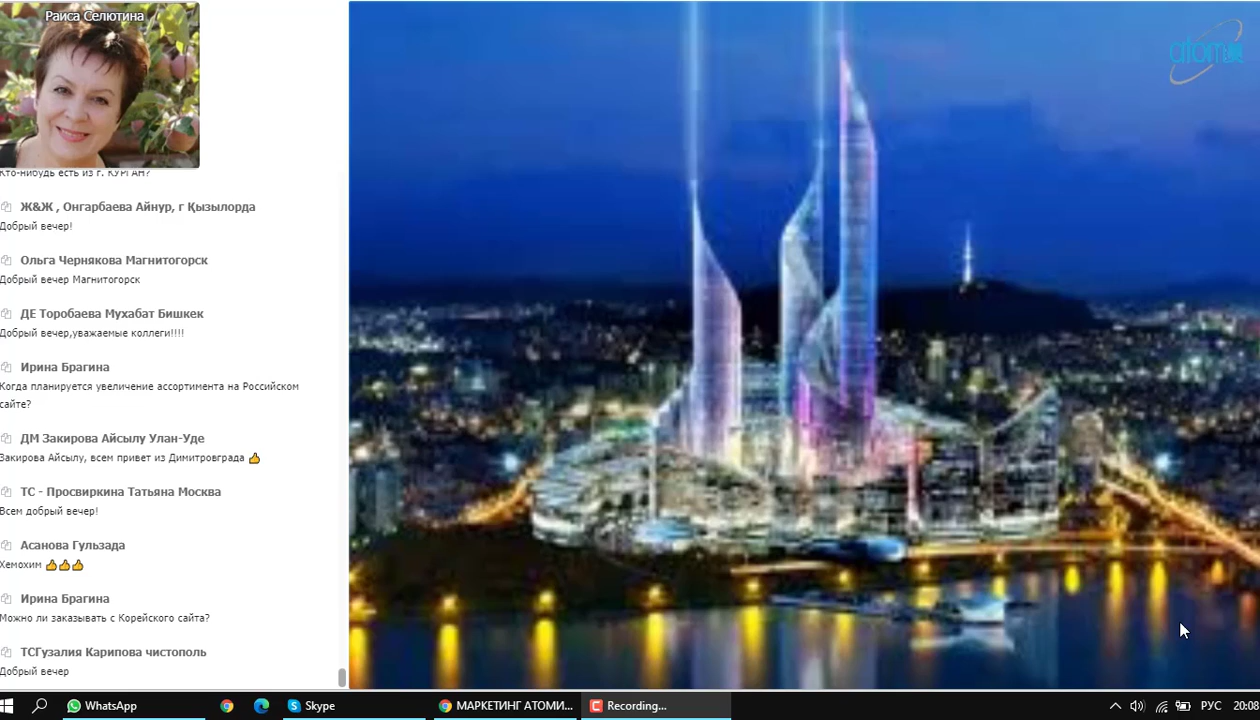 Раиса Селютина
atomy
Кто-нибудь есть из г. КУРГАН?
Ж&Ж , Онгарбаева Айнур, г Қызылорда
Добрый вечер!
Ольга Чернякова Магнитогорск
Добрый вечер Магнитогорск
ДЕ Торобаева Мухабат Бишкек
Добрый вечер,уважаемые коллеги!!!!
Ирина Брагина
Когда планируется увеличение ассортимента на Российском
сайте?
ДМ Закирова Айсылу Улан-Уде
Закирова Айсылу, всем привет из Димитровграда 👍
ТС - Просвиркина Татьяна Москва
Всем добрый вечер!
Асанова Гульзада
Хемохим 👍👍👍
Ирина Брагина
Можно ли заказывать с Корейского сайта?
ТСГузалия Карипова чистополь
Добрый вечер
WhatsApp
Skype
МАРКЕТИНГ АТОМИ...
Recording...
РУС
20:08